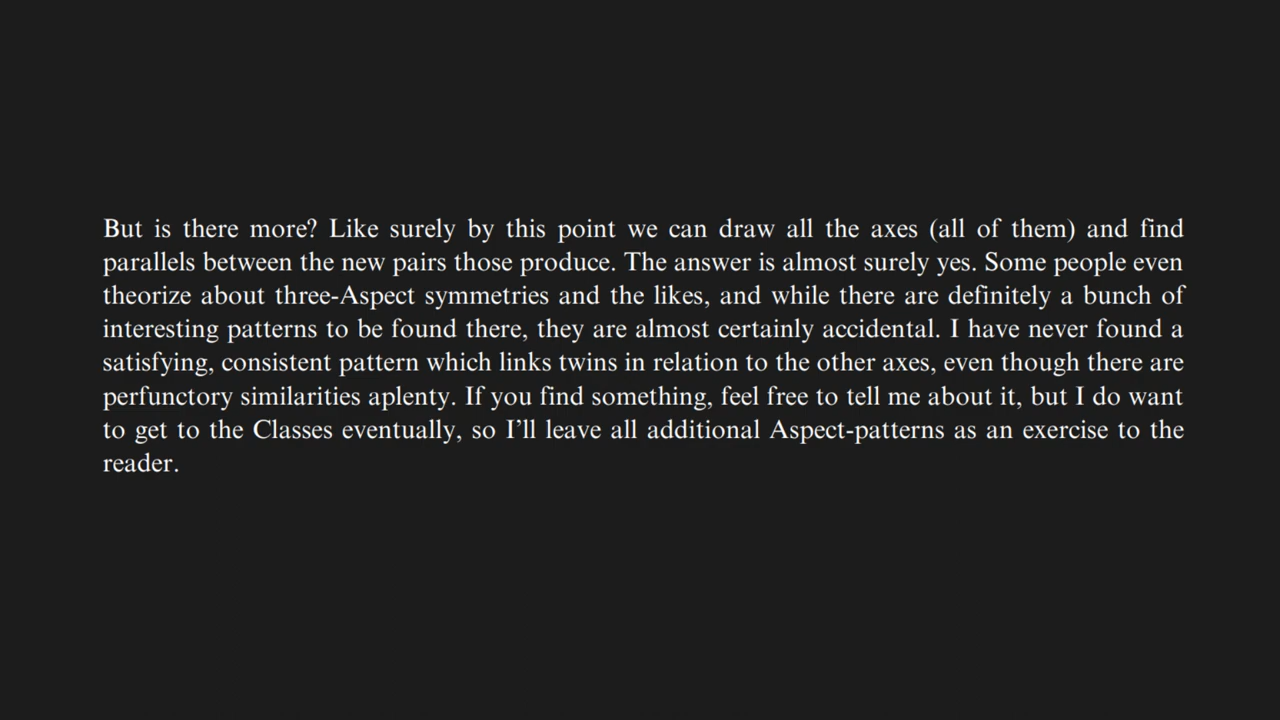 But is there more? Like surely by this point we can draw all the axes (all of them) and find
parallels between the new pairs those produce. The answer is almost surely yes. Some people even
theorize about three-Aspect symmetries and the likes, and while there are definitely a bunch of
interesting patterns to be found there, they are almost certainly accidental. I have never found a
satisfying, consistent pattern which links twins in relation to the other axes, even though there are
perfunctory similarities aplenty. If you find something, feel free to tell me about it, but I do want
to get to the Classes eventually, so I’ll leave all additional Aspect-patterns as an exercise to the
reader.